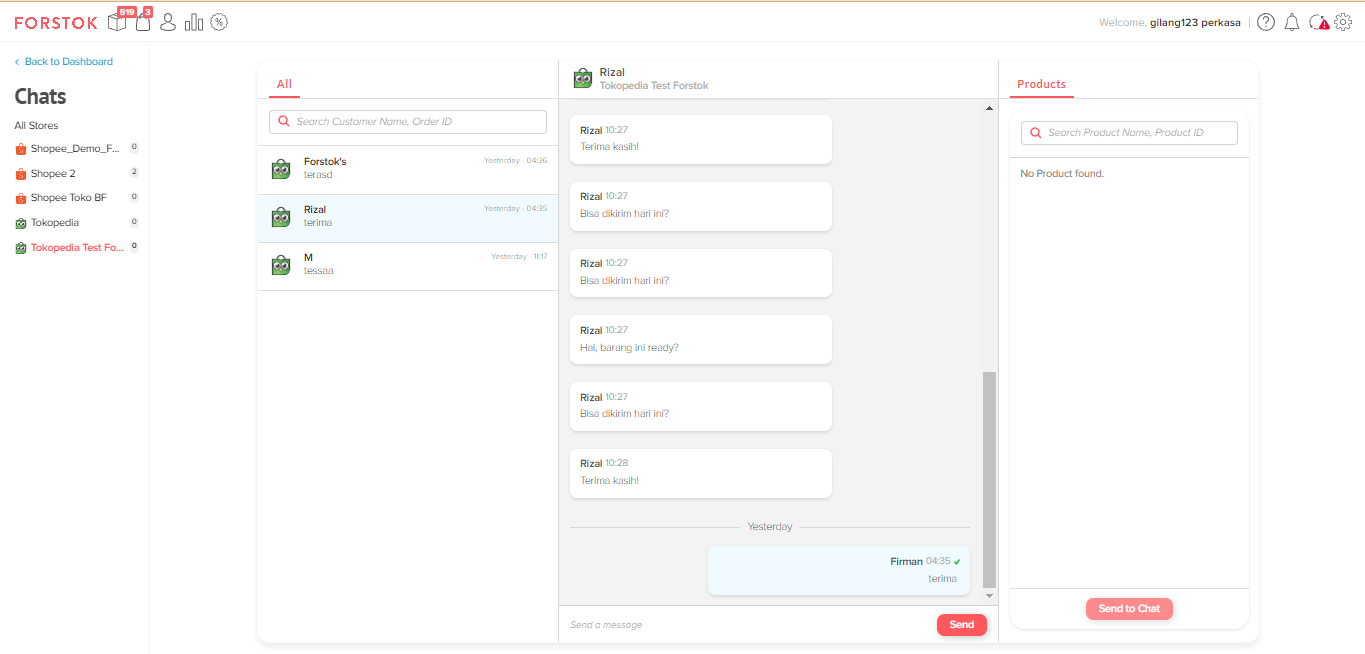 FORSTOK
519
3
Welcome, gilang123 perkasa
Back to Dashboard
Chats
All Stores
Shopee_Demo_F... 0
Shopee 2 2
Shopee Toko BF 0
Tokopedia 0
Tokopedia Test Fo... 0
All
Search Customer Name, Order ID
Forstok's Yesterday · 04:36
terasd
Rizal Yesterday · 04:35
terima
M Yesterday · 11:17
tessaa
Rizal
Tokopedia Test Forstok
Rizal 10:27
Terima kasih!
Rizal 10:27
Bisa dikirim hari ini?
Rizal 10:27
Bisa dikirim hari ini?
Rizal 10:27
Hai, barang ini ready?
Rizal 10:27
Bisa dikirim hari ini?
Rizal 10:28
Terima kasih!
Yesterday
Firman 04:35
terima
Send a message
Send
Products
Search Product Name, Product ID
No Product found.
Send to Chat